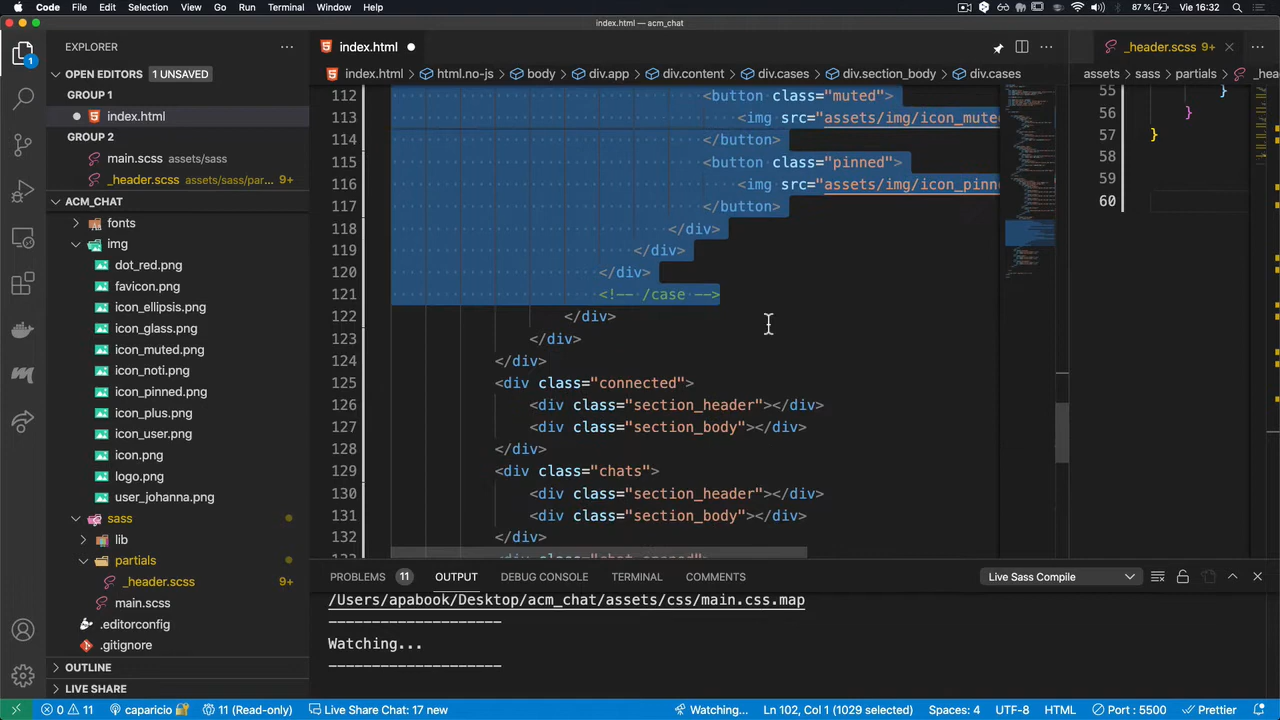 Code File Edit Selection View Go Run Terminal Window Help 87 % Vie 16:32
index.html — acm_chat
EXPLORER
OPEN EDITORS 1 UNSAVED
GROUP 1
index.html
GROUP 2
main.scss assets/sass
_header.scss assets/sass/par... 9+
ACM_CHAT
fonts
img
dot_red.png
favicon.png
icon_ellipsis.png
icon_glass.png
icon_muted.png
icon_noti.png
icon_pinned.png
icon_plus.png
icon_user.png
icon.png
logo.png
user_johanna.png
sass
lib
partials
_header.scss 9+
main.scss
.editorconfig
.gitignore
OUTLINE
LIVE SHARE
1
index.html
index.html html.no-js body div.app div.content div.cases div.section_body div.cases
112 <button class="muted">
113 <img src="assets/img/icon_mute
114 </button>
115 <button class="pinned">
116 <img src="assets/img/icon_pinn
117 </button>
118 </div>
119 </div>
120 </div>
121 <!-- /case -->
122 </div>
123 </div>
124 </div>
125 <div class="connected">
126 <div class="section_header"></div>
127 <div class="section_body"></div>
128 </div>
129 <div class="chats">
130 <div class="section_header"></div>
131 <div class="section_body"></div>
132 </div>
_header.scss 9+
assets sass partials _he
55 }
56 }
57 }
58
59
60
PROBLEMS 11 OUTPUT DEBUG CONSOLE TERMINAL COMMENTS Live Sass Compile
/Users/apabook/Desktop/acm_chat/assets/css/main.css.map
--------------------
Watching...
--------------------
0 11 caparicio 11 (Read-only) Live Share Chat: 17 new Watching... Ln 102, Col 1 (1029 selected) Spaces: 4 UTF-8 LF HTML Port : 5500 Prettier